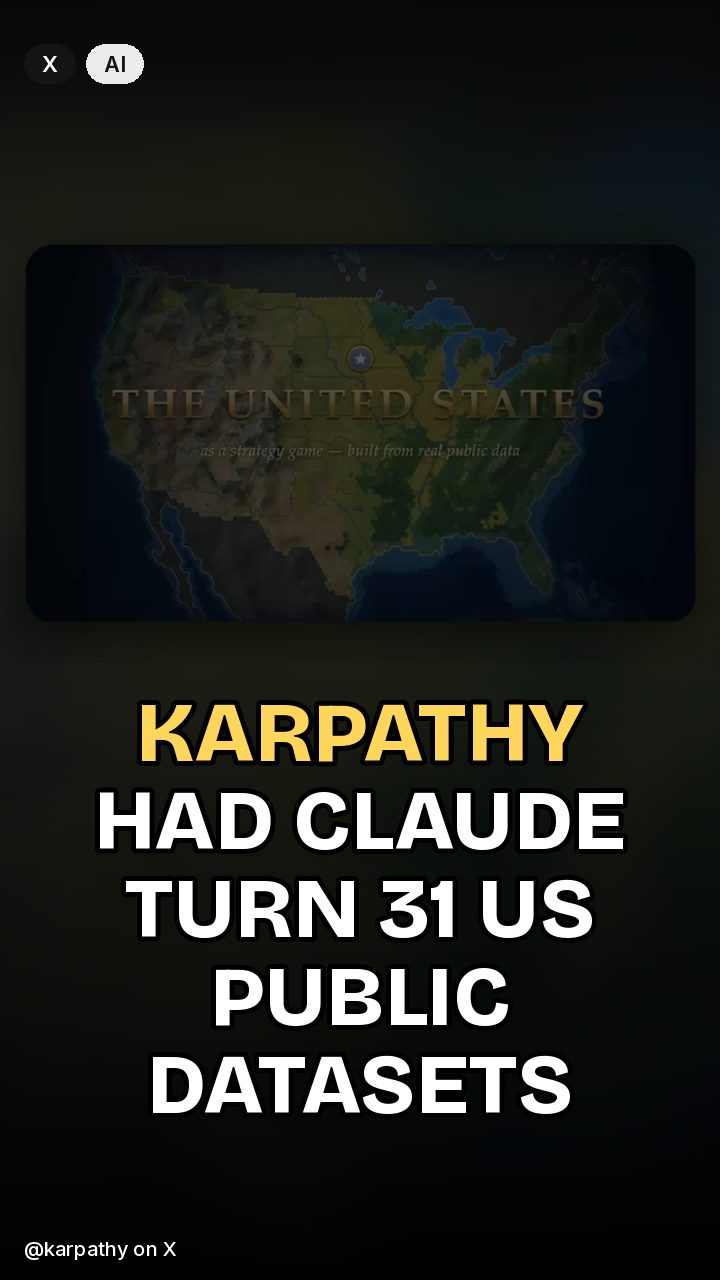 X
AI
THE UNITED STATES
as a strategy game — built from real public data
KARPATHY
HAD CLAUDE
TURN 31 US
PUBLIC
DATASETS
@karpathy on X